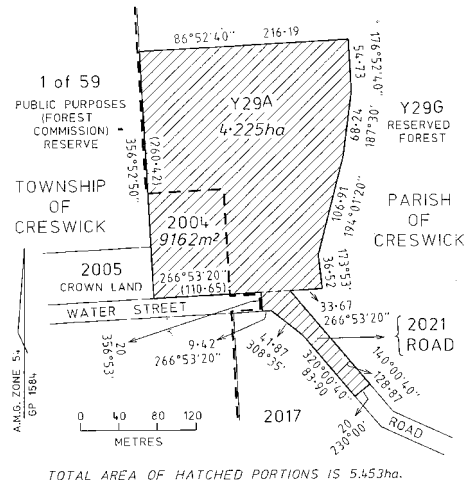 86°52'40" 216·19
54·73
176°52'40"
1 of 59
PUBLIC PURPOSES
(FOREST
COMMISSION)
RESERVE
Y29A
4·225ha
Y29G
RESERVED
FOREST
68·24
187°30'
(260·42)
356°52'50"
TOWNSHIP
OF
CRESWICK
PARISH
OF
CRESWICK
106·91
194°01'20"
2004
9162m²
2005
CROWN LAND
266°53'20"
(110·65)
173°53'
36·52
WATER STREET
33·67
266°53'20"
2021
ROAD
20
356°53'
9·42
266°53'20"
41·87
308°35'
320°00'40"
83·90
140°00'40"
128·87
A.M.G. ZONE 54
GP 1584
0 40 80 120
METRES
2017
20
230°00'
ROAD
TOTAL AREA OF HATCHED PORTIONS IS 5.453ha.